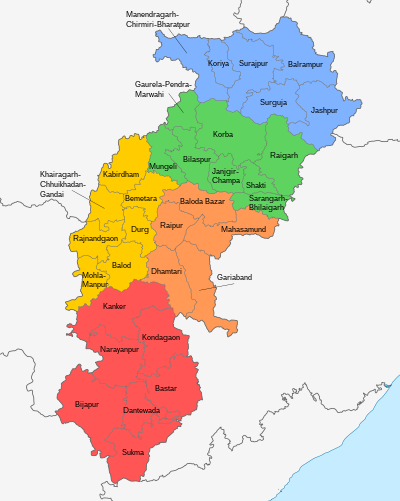 Manendragarh-
Chirmiri-Bharatpur
Koriya
Surajpur
Balrampur
Gaurela-Pendra-
Marwahi
Surguja
Jashpur
Korba
Mungeli
Bilaspur
Raigarh
Janjgir-
Champa
Shakti
Khairagarh-
Chhuikhadan-
Gandai
Kabirdham
Bemetara
Baloda Bazar
Sarangarh-
Bhilaigarh
Rajnandgaon
Durg
Raipur
Mahasamund
Balod
Dhamtari
Gariaband
Mohla-
Manpur
Kanker
Kondagaon
Narayanpur
Bastar
Bijapur
Dantewada
Sukma